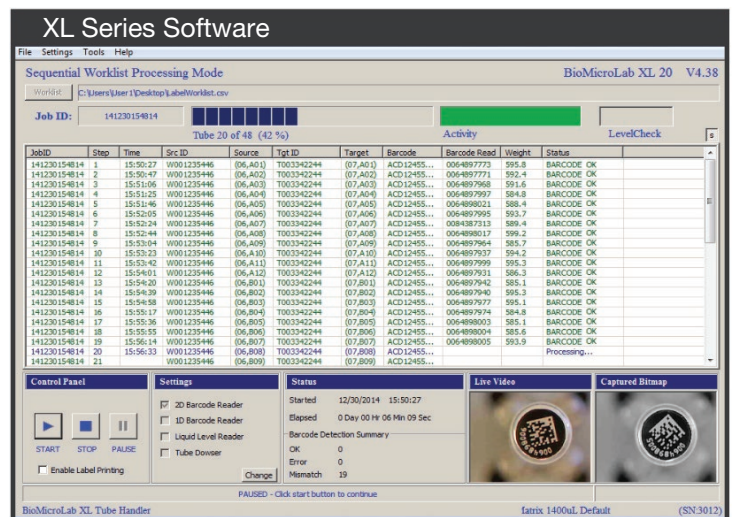 XL Series Software
File Settings Tools Help
Sequential Worklist Processing Mode BioMicroLab XL 20 V4.38
Worklist C:\Users\User1\Desktop\LabelWorklist.csv
Job ID: 141230154814
Tube 20 of 48 (42 %) Activity LevelCheck s
JobID Step Time Src ID Source Tgt ID Target Barcode Barcode Read Weight Status
141230154814 1 15:50:27 W001235446 (06,A01) T003342244 (07,A01) ACD12455... 0064897773 595.8 BARCODE OK
141230154814 2 15:50:47 W001235446 (06,A02) T003342244 (07,A02) ACD12455... 0064897771 592.4 BARCODE OK
141230154814 3 15:51:06 W001235446 (06,A03) T003342244 (07,A03) ACD12455... 0064897968 591.6 BARCODE OK
141230154814 4 15:51:25 W001235446 (06,A04) T003342244 (07,A04) ACD12455... 0064897997 584.8 BARCODE OK
141230154814 5 15:51:46 W001235446 (06,A05) T003342244 (07,A05) ACD12455... 0064898021 588.4 BARCODE OK
141230154814 6 15:52:05 W001235446 (06,A06) T003342244 (07,A06) ACD12455... 0064897995 593.7 BARCODE OK
141230154814 7 15:52:24 W001235446 (06,A07) T003342244 (07,A07) ACD12455... 0084387313 589.4 BARCODE OK
141230154814 8 15:52:44 W001235446 (06,A08) T003342244 (07,A08) ACD12455... 0064898017 599.2 BARCODE OK
141230154814 9 15:53:04 W001235446 (06,A09) T003342244 (07,A09) ACD12455... 0064897964 585.7 BARCODE OK
141230154814 10 15:53:23 W001235446 (06,A10) T003342244 (07,A10) ACD12455... 0064897937 594.2 BARCODE OK
141230154814 11 15:53:42 W001235446 (06,A11) T003342244 (07,A11) ACD12455... 0064897999 595.3 BARCODE OK
141230154814 12 15:54:01 W001235446 (06,A12) T003342244 (07,A12) ACD12455... 0064897931 586.3 BARCODE OK
141230154814 13 15:54:20 W001235446 (06,B01) T003342244 (07,B01) ACD12455... 0064897942 585.1 BARCODE OK
141230154814 14 15:54:39 W001235446 (06,B02) T003342244 (07,B02) ACD12455... 0064897940 595.3 BARCODE OK
141230154814 15 15:54:58 W001235446 (06,B03) T003342244 (07,B03) ACD12455... 0064897977 595.1 BARCODE OK
141230154814 16 15:55:17 W001235446 (06,B04) T003342244 (07,B04) ACD12455... 0064897974 584.8 BARCODE OK
141230154814 17 15:55:36 W001235446 (06,B05) T003342244 (07,B05) ACD12455... 0064898003 585.1 BARCODE OK
141230154814 18 15:55:55 W001235446 (06,B06) T003342244 (07,B06) ACD12455... 0064898004 585.6 BARCODE OK
141230154814 19 15:56:14 W001235446 (06,B07) T003342244 (07,B07) ACD12455... 0064898005 593.9 BARCODE OK
141230154814 20 15:56:33 W001235446 (06,B08) T003342244 (07,B08) ACD12455... Processing...
141230154814 21 W001235446 (06,B09) T003342244 (07,B09) ACD12455...
Control Panel Settings Status Live Video Captured Bitmap
Started 12/30/2014 15:50:27
2D Barcode Reader
Elapsed 0 Day 00 Hr 06 Min 09 Sec
1D Barcode Reader
Liquid Level Reader Barcode Detection Summary
START STOP PAUSE Tube Dowser OK 0
Error 0
Enable Label Printing Change Mismatch 19
PAUSED - Click start button to continue
BioMicroLab XL Tube Handler fatrix 1400uL Default (SN:3012)